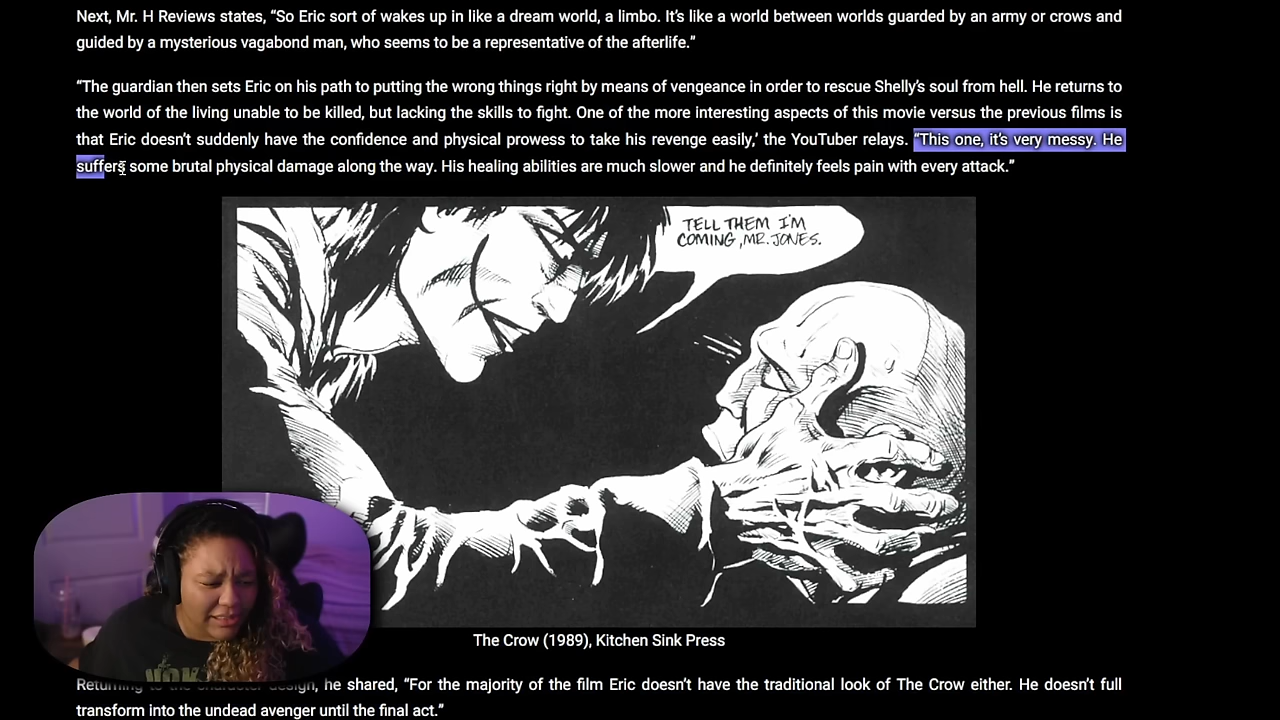 Next, Mr. H Reviews states, “So Eric sort of wakes up in like a dream world, a limbo. It’s like a world between worlds guarded by an army or crows and
guided by a mysterious vagabond man, who seems to be a representative of the afterlife.”
“The guardian then sets Eric on his path to putting the wrong things right by means of vengeance in order to rescue Shelly’s soul from hell. He returns to
the world of the living unable to be killed, but lacking the skills to fight. One of the more interesting aspects of this movie versus the previous films is
that Eric doesn’t suddenly have the confidence and physical prowess to take his revenge easily,’ the YouTuber relays. “This one, it’s very messy. He
suffers some brutal physical damage along the way. His healing abilities are much slower and he definitely feels pain with every attack.”
TELL THEM I'M
COMING, MR. JONES.
The Crow (1989), Kitchen Sink Press
Returning to the character design, he shared, “For the majority of the film Eric doesn’t have the traditional look of The Crow either. He doesn’t full
transform into the undead avenger until the final act.”